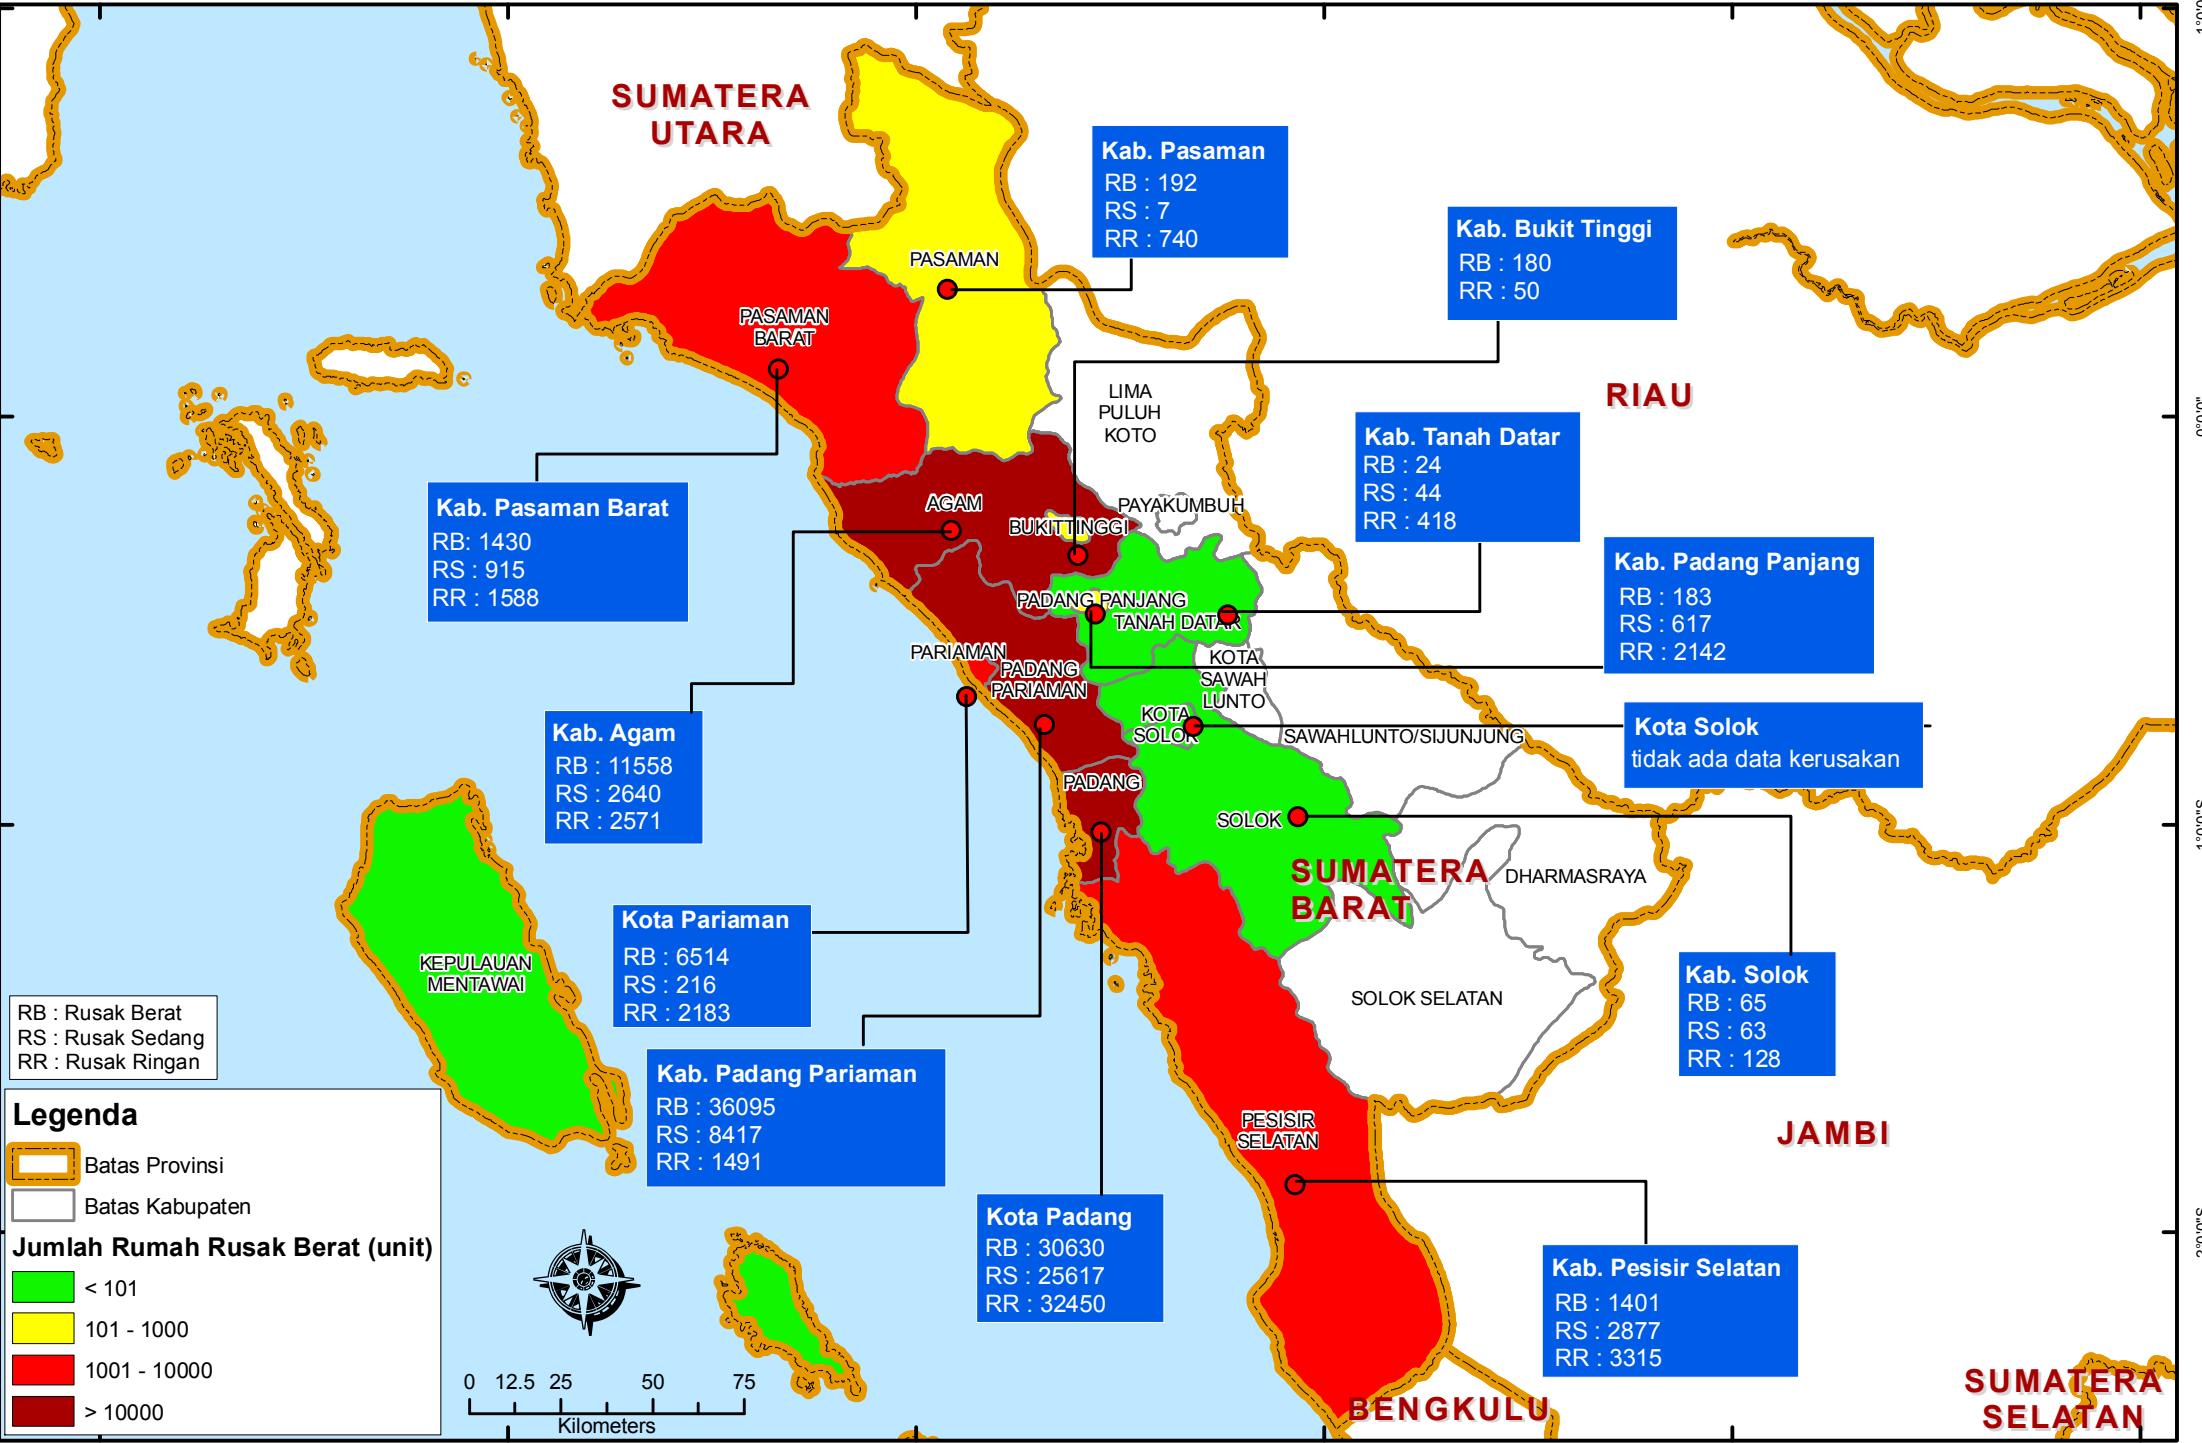 SUMATERA
UTARA
Kab. Pasaman
RB : 192
RS : 7
RR : 740
Kab. Bukit Tinggi
RB : 180
RR : 50
PASAMAN
PASAMAN
BARAT
LIMA
PULUH
KOTO
RIAU
Kab. Tanah Datar
RB : 24
RS : 44
RR : 418
Kab. Pasaman Barat
RB: 1430
RS : 915
RR : 1588
AGAM
BUKITTINGGI
PAYAKUMBUH
Kab. Padang Panjang
RB : 183
RS : 617
RR : 2142
PADANG PANJANG
TANAH DATAR
PARIAMAN
PADANG
PARIAMAN
KOTA
SAWAH
LUNTO
KOTA
SOLOK
SAWAHLUNTO/SIJUNJUNG
Kota Solok
tidak ada data kerusakan
Kab. Agam
RB : 11558
RS : 2640
RR : 2571
PADANG
SOLOK
SUMATERA
BARAT
DHARMASRAYA
Kota Pariaman
RB : 6514
RS : 216
RR : 2183
KEPULAUAN
MENTAWAI
SOLOK SELATAN
Kab. Solok
RB : 65
RS : 63
RR : 128
RB : Rusak Berat
RS : Rusak Sedang
RR : Rusak Ringan
Kab. Padang Pariaman
RB : 36095
RS : 8417
RR : 1491
PESISIR
SELATAN
JAMBI
Kota Padang
RB : 30630
RS : 25617
RR : 32450
Kab. Pesisir Selatan
RB : 1401
RS : 2877
RR : 3315
Legenda
Batas Provinsi
Batas Kabupaten
Jumlah Rumah Rusak Berat (unit)
< 101
101 - 1000
1001 - 10000
> 10000
0 12.5 25 50 75
Kilometers
BENGKULU
SUMATERA
SELATAN
0°0'0"